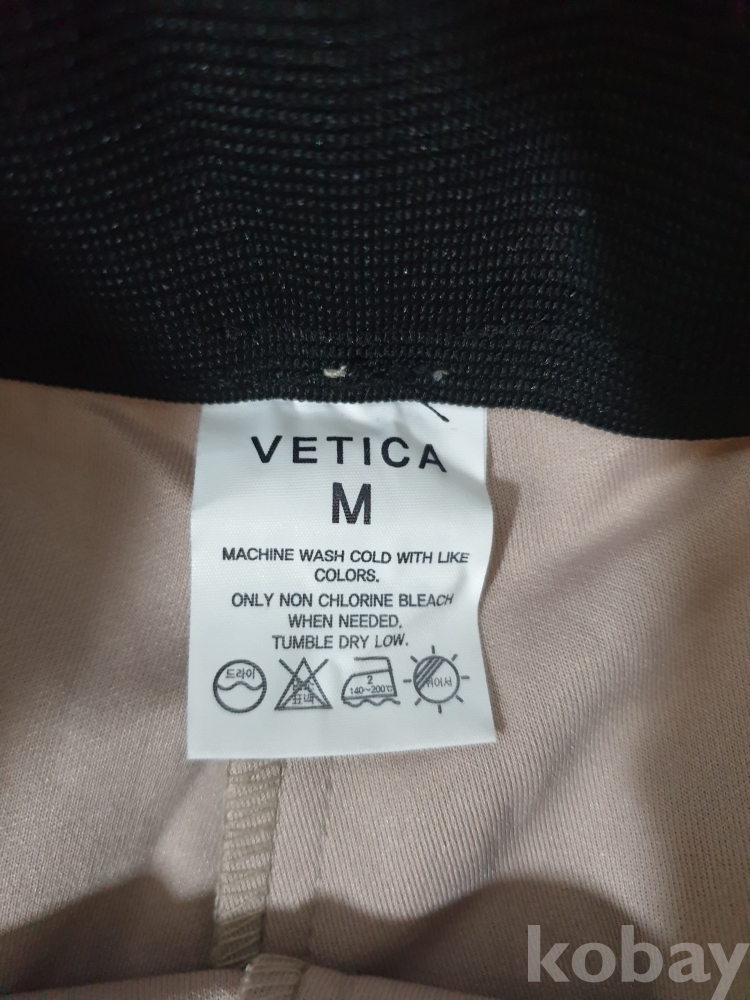 VETICA
M
MACHINE WASH COLD WITH LIKE
COLORS.
ONLY NON CHLORINE BLEACH
WHEN NEEDED.
TUMBLE DRY LOW.
드라이
표백
2
140~200℃
뉘어서
kobay